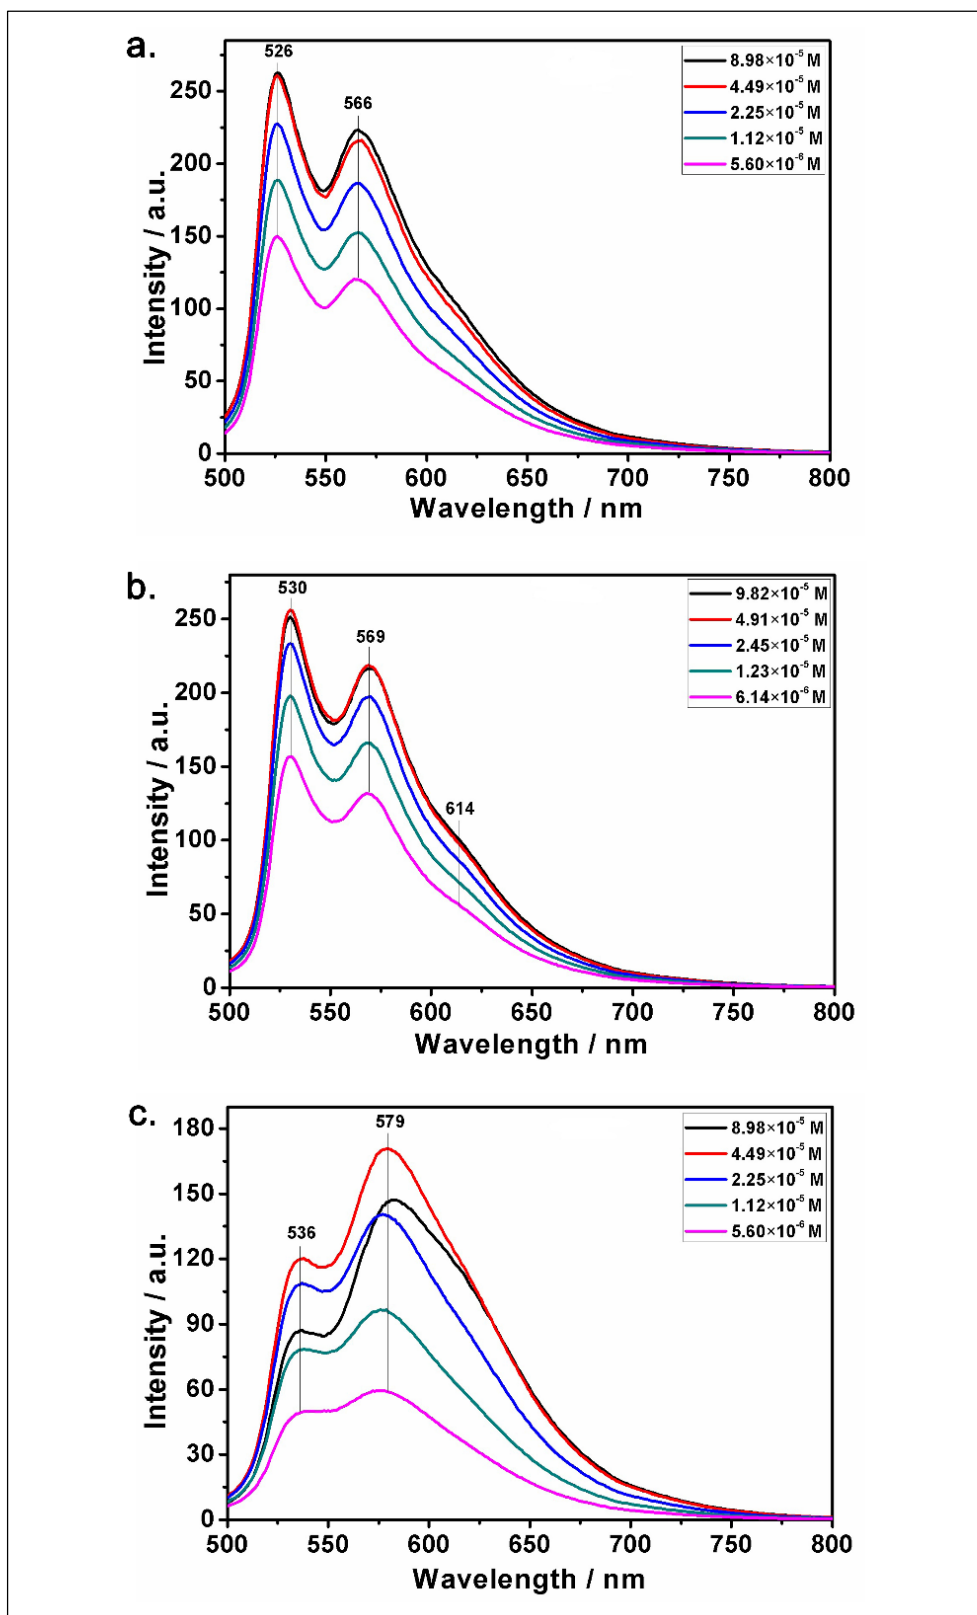 a.
526
566
8.98×10⁻⁵ M
4.49×10⁻⁵ M
2.25×10⁻⁵ M
1.12×10⁻⁵ M
5.60×10⁻⁶ M
250
200
150
100
50
0
Intensity / a.u.
500 550 600 650 700 750 800
Wavelength / nm
b.
530
569
614
9.82×10⁻⁵ M
4.91×10⁻⁵ M
2.45×10⁻⁵ M
1.23×10⁻⁵ M
6.14×10⁻⁶ M
250
200
150
100
50
0
Intensity / a.u.
500 550 600 650 700 750 800
Wavelength / nm
c.
536
579
8.98×10⁻⁵ M
4.49×10⁻⁵ M
2.25×10⁻⁵ M
1.12×10⁻⁵ M
5.60×10⁻⁶ M
180
150
120
90
60
30
0
Intensity / a.u.
500 550 600 650 700 750 800
Wavelength / nm